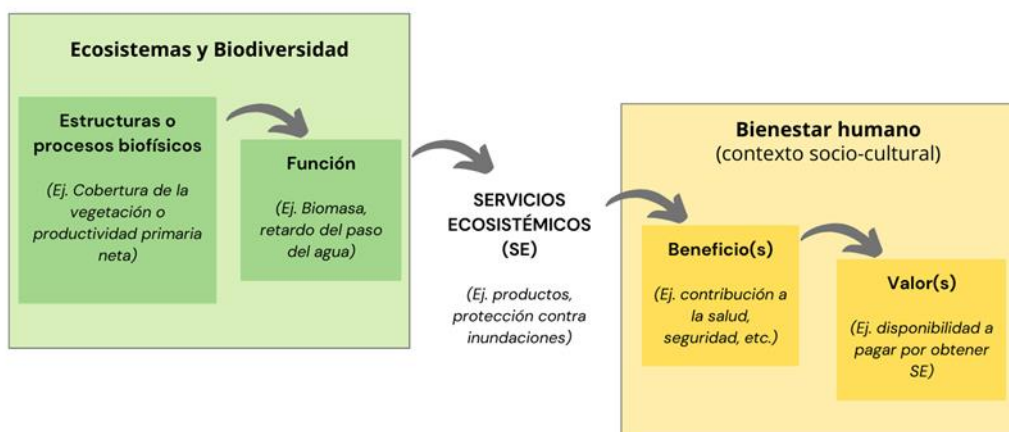 Ecosistemas y Biodiversidad
Estructuras o
procesos biofísicos
(Ej. Cobertura de la
vegetación o
productividad primaria
neta)
Función
(Ej. Biomasa,
retardo del paso
del agua)
SERVICIOS
ECOSISTÉMICOS
(SE)
(Ej. productos,
protección contra
inundaciones)
Bienestar humano
(contexto socio-cultural)
Beneficio(s)
(Ej. contribución a
la salud,
seguridad, etc.)
Valor(s)
(Ej. disponibilidad a
pagar por obtener
SE)